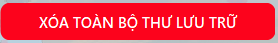 XÓA TOÀN BỘ THƯ LƯU TRỮ